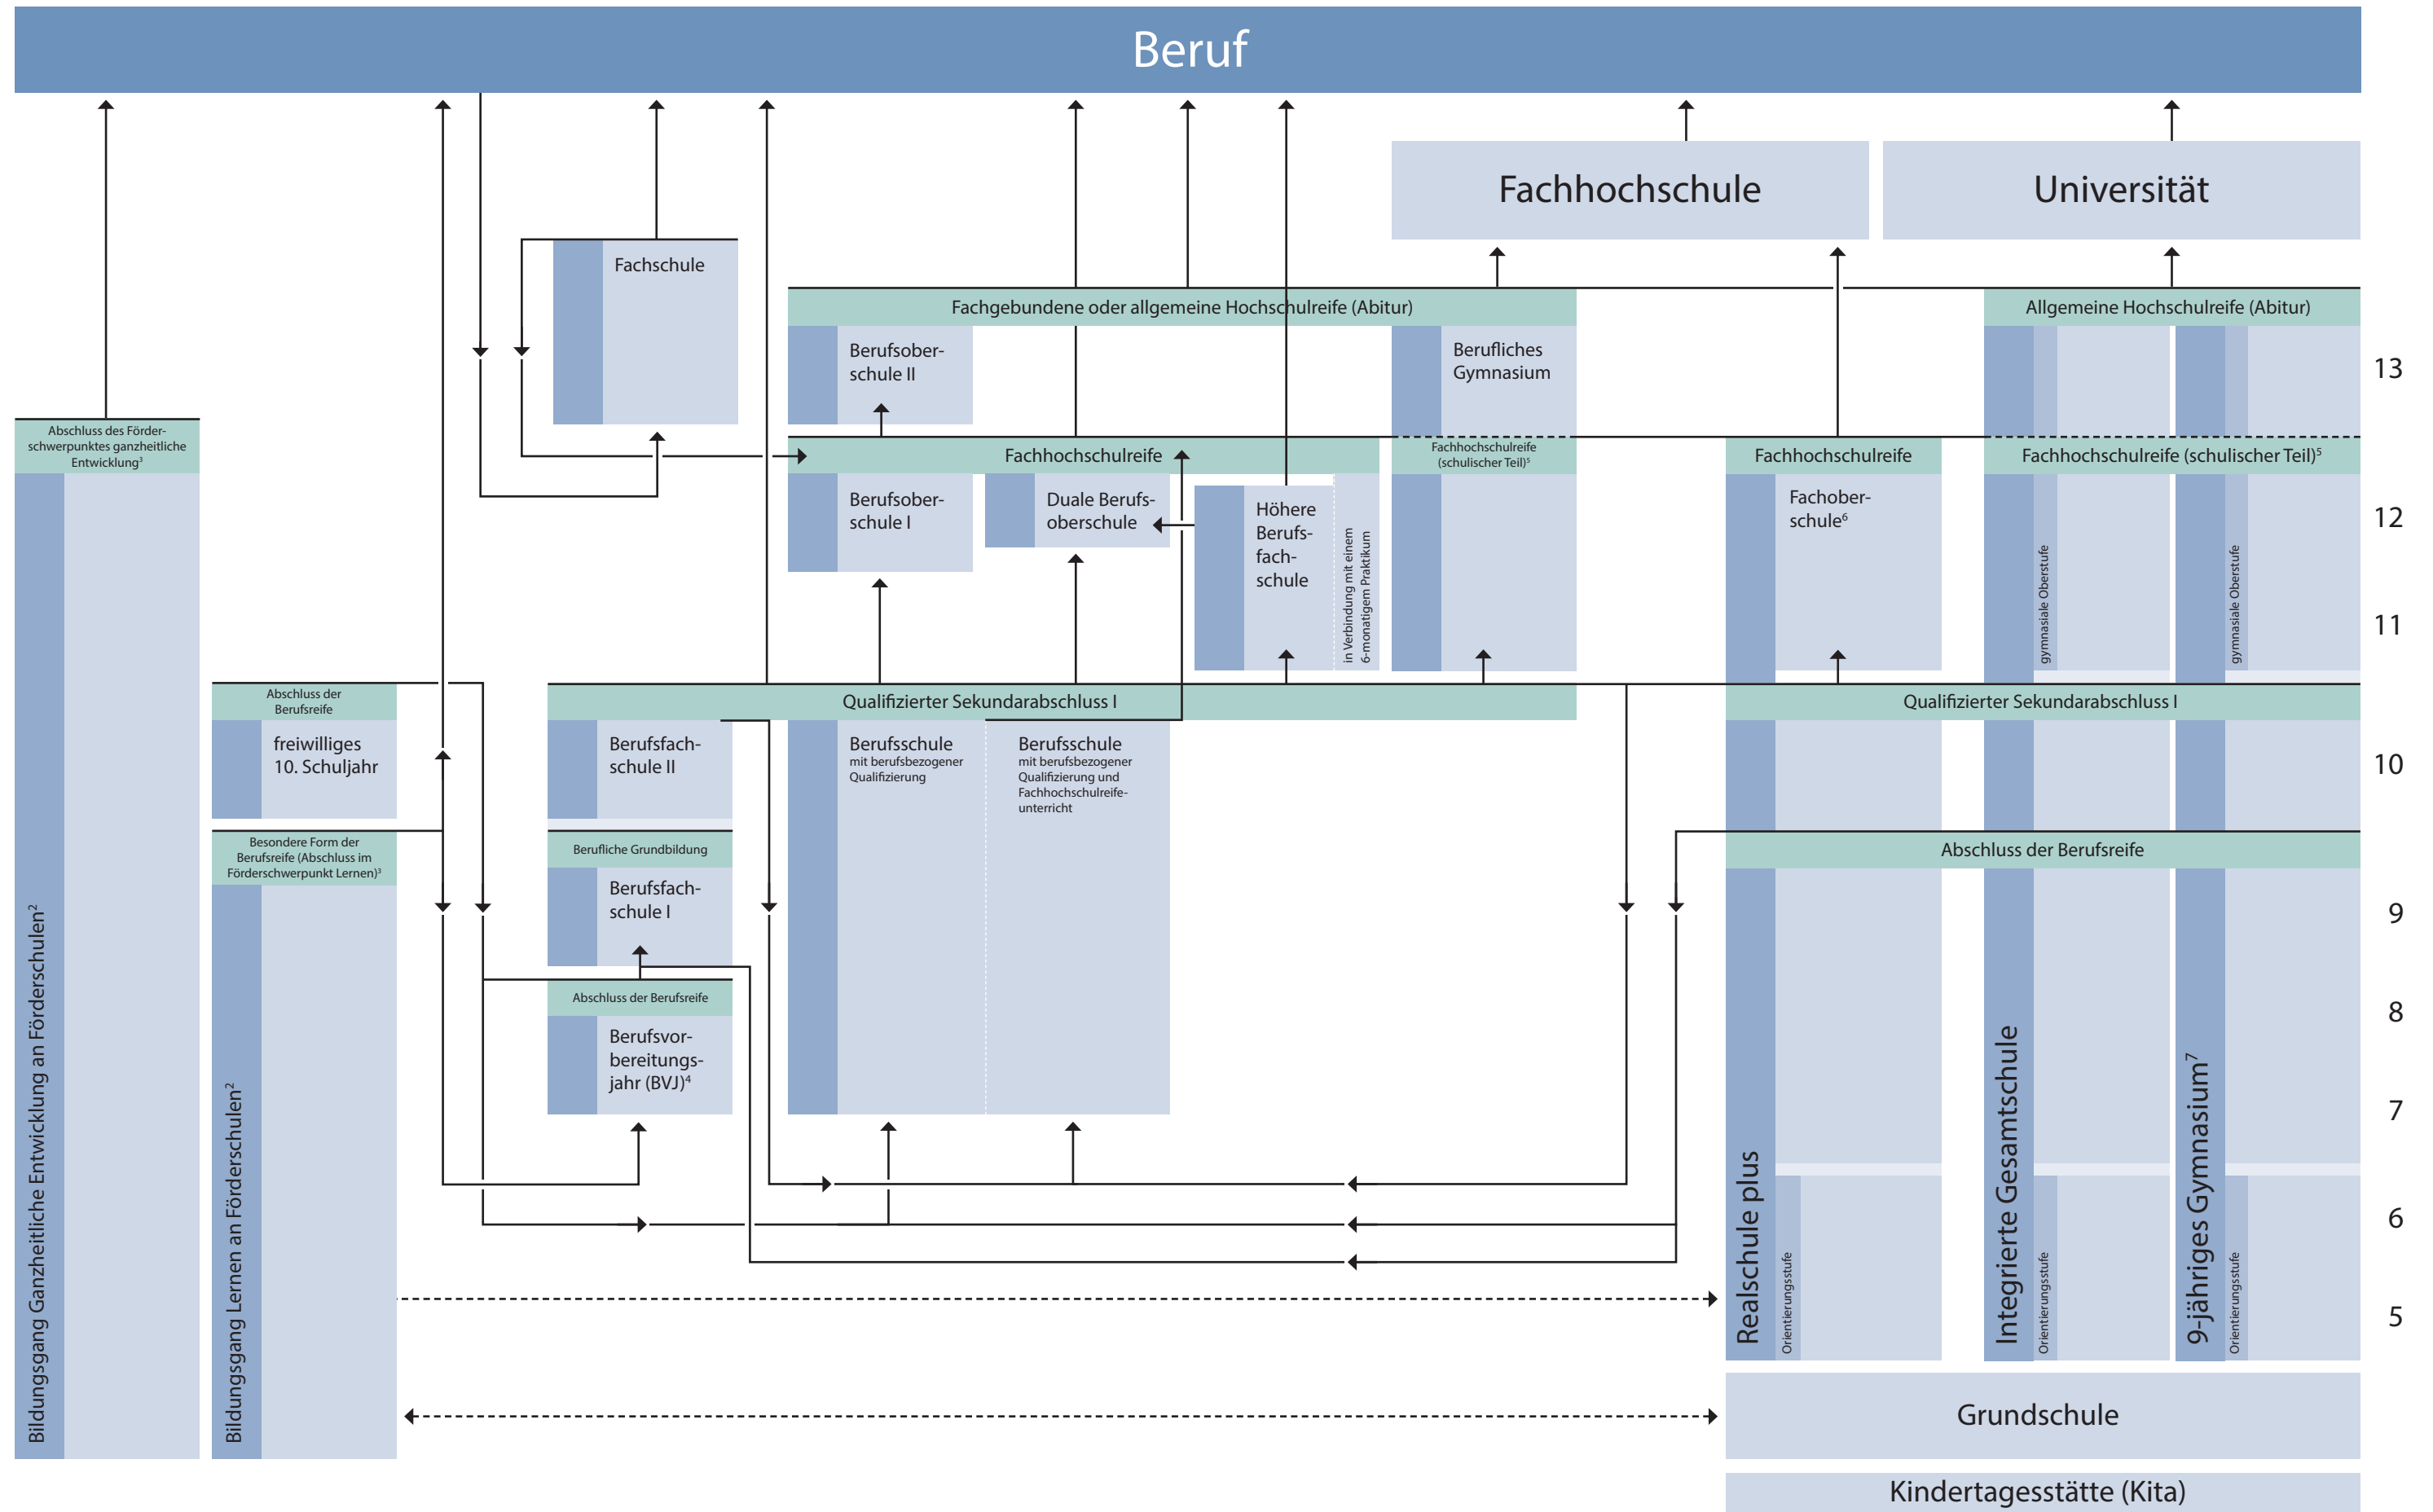 Beruf
Fachhochschule
Universität
Fachschule
Fachgebundene oder allgemeine Hochschulreife (Abitur)
Allgemeine Hochschulreife (Abitur)
Berufsober-
schule II
Berufliches
Gymnasium
13
Abschluss des Förder-
schwerpunktes ganzheitliche
Entwicklung³
Fachhochschulreife
Fachhochschulreife
(schulischer Teil)⁵
Fachhochschulreife
Fachhochschulreife (schulischer Teil)⁵
Berufsober-
schule I
Duale Berufs-
oberschule
Höhere
Berufs-
fach-
schule
in Verbindung mit einem
6-monatigem Praktikum
Fachober-
schule⁶
gymnasiale Oberstufe
gymnasiale Oberstufe
12
11
Abschluss der
Berufsreife
Qualifizierter Sekundarabschluss I
Qualifizierter Sekundarabschluss I
freiwilliges
10. Schuljahr
Berufsfach-
schule II
Berufsschule
mit berufsbezogener
Qualifizierung
Berufsschule
mit berufsbezogener
Qualifizierung und
Fachhochschulreife-
unterricht
10
Besondere Form der
Berufsreife (Abschluss im
Förderschwerpunkt Lernen)³
Berufliche Grundbildung
Abschluss der Berufsreife
Berufsfach-
schule I
9
Abschluss der Berufsreife
8
Berufsvor-
bereitungs-
jahr (BVJ)⁴
7
Bildungsgang Ganzheitliche Entwicklung an Förderschulen²
Bildungsgang Lernen an Förderschulen²
Realschule plus
Orientierungsstufe
Integrierte Gesamtschule
Orientierungsstufe
9-jähriges Gymnasium⁷
Orientierungsstufe
6
5
Grundschule
Kindertagesstätte (Kita)